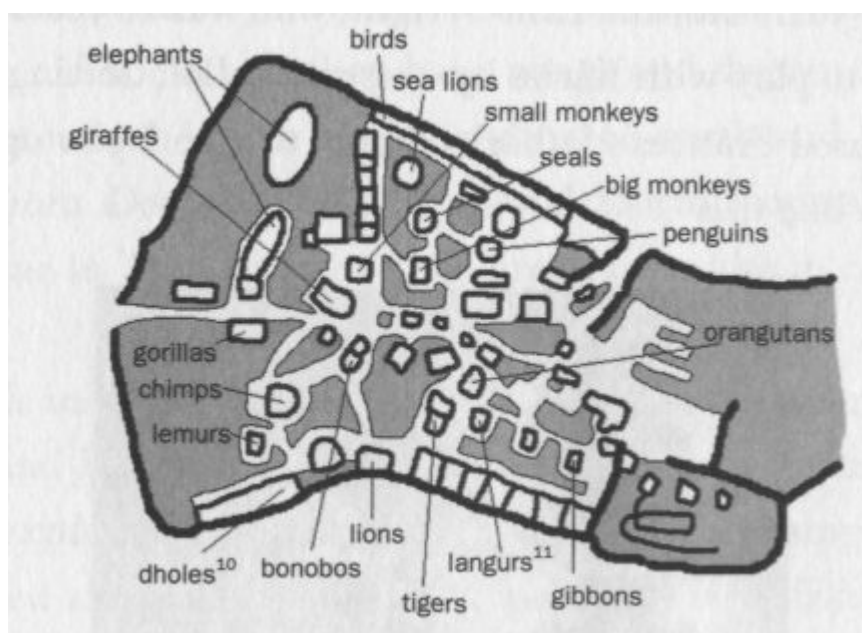 birds
elephants
sea lions
small monkeys
giraffes
seals
big monkeys
penguins
orangutans
gorillas
chimps
lemurs
lions
langurs¹¹
dholes¹⁰
bonobos
tigers
gibbons